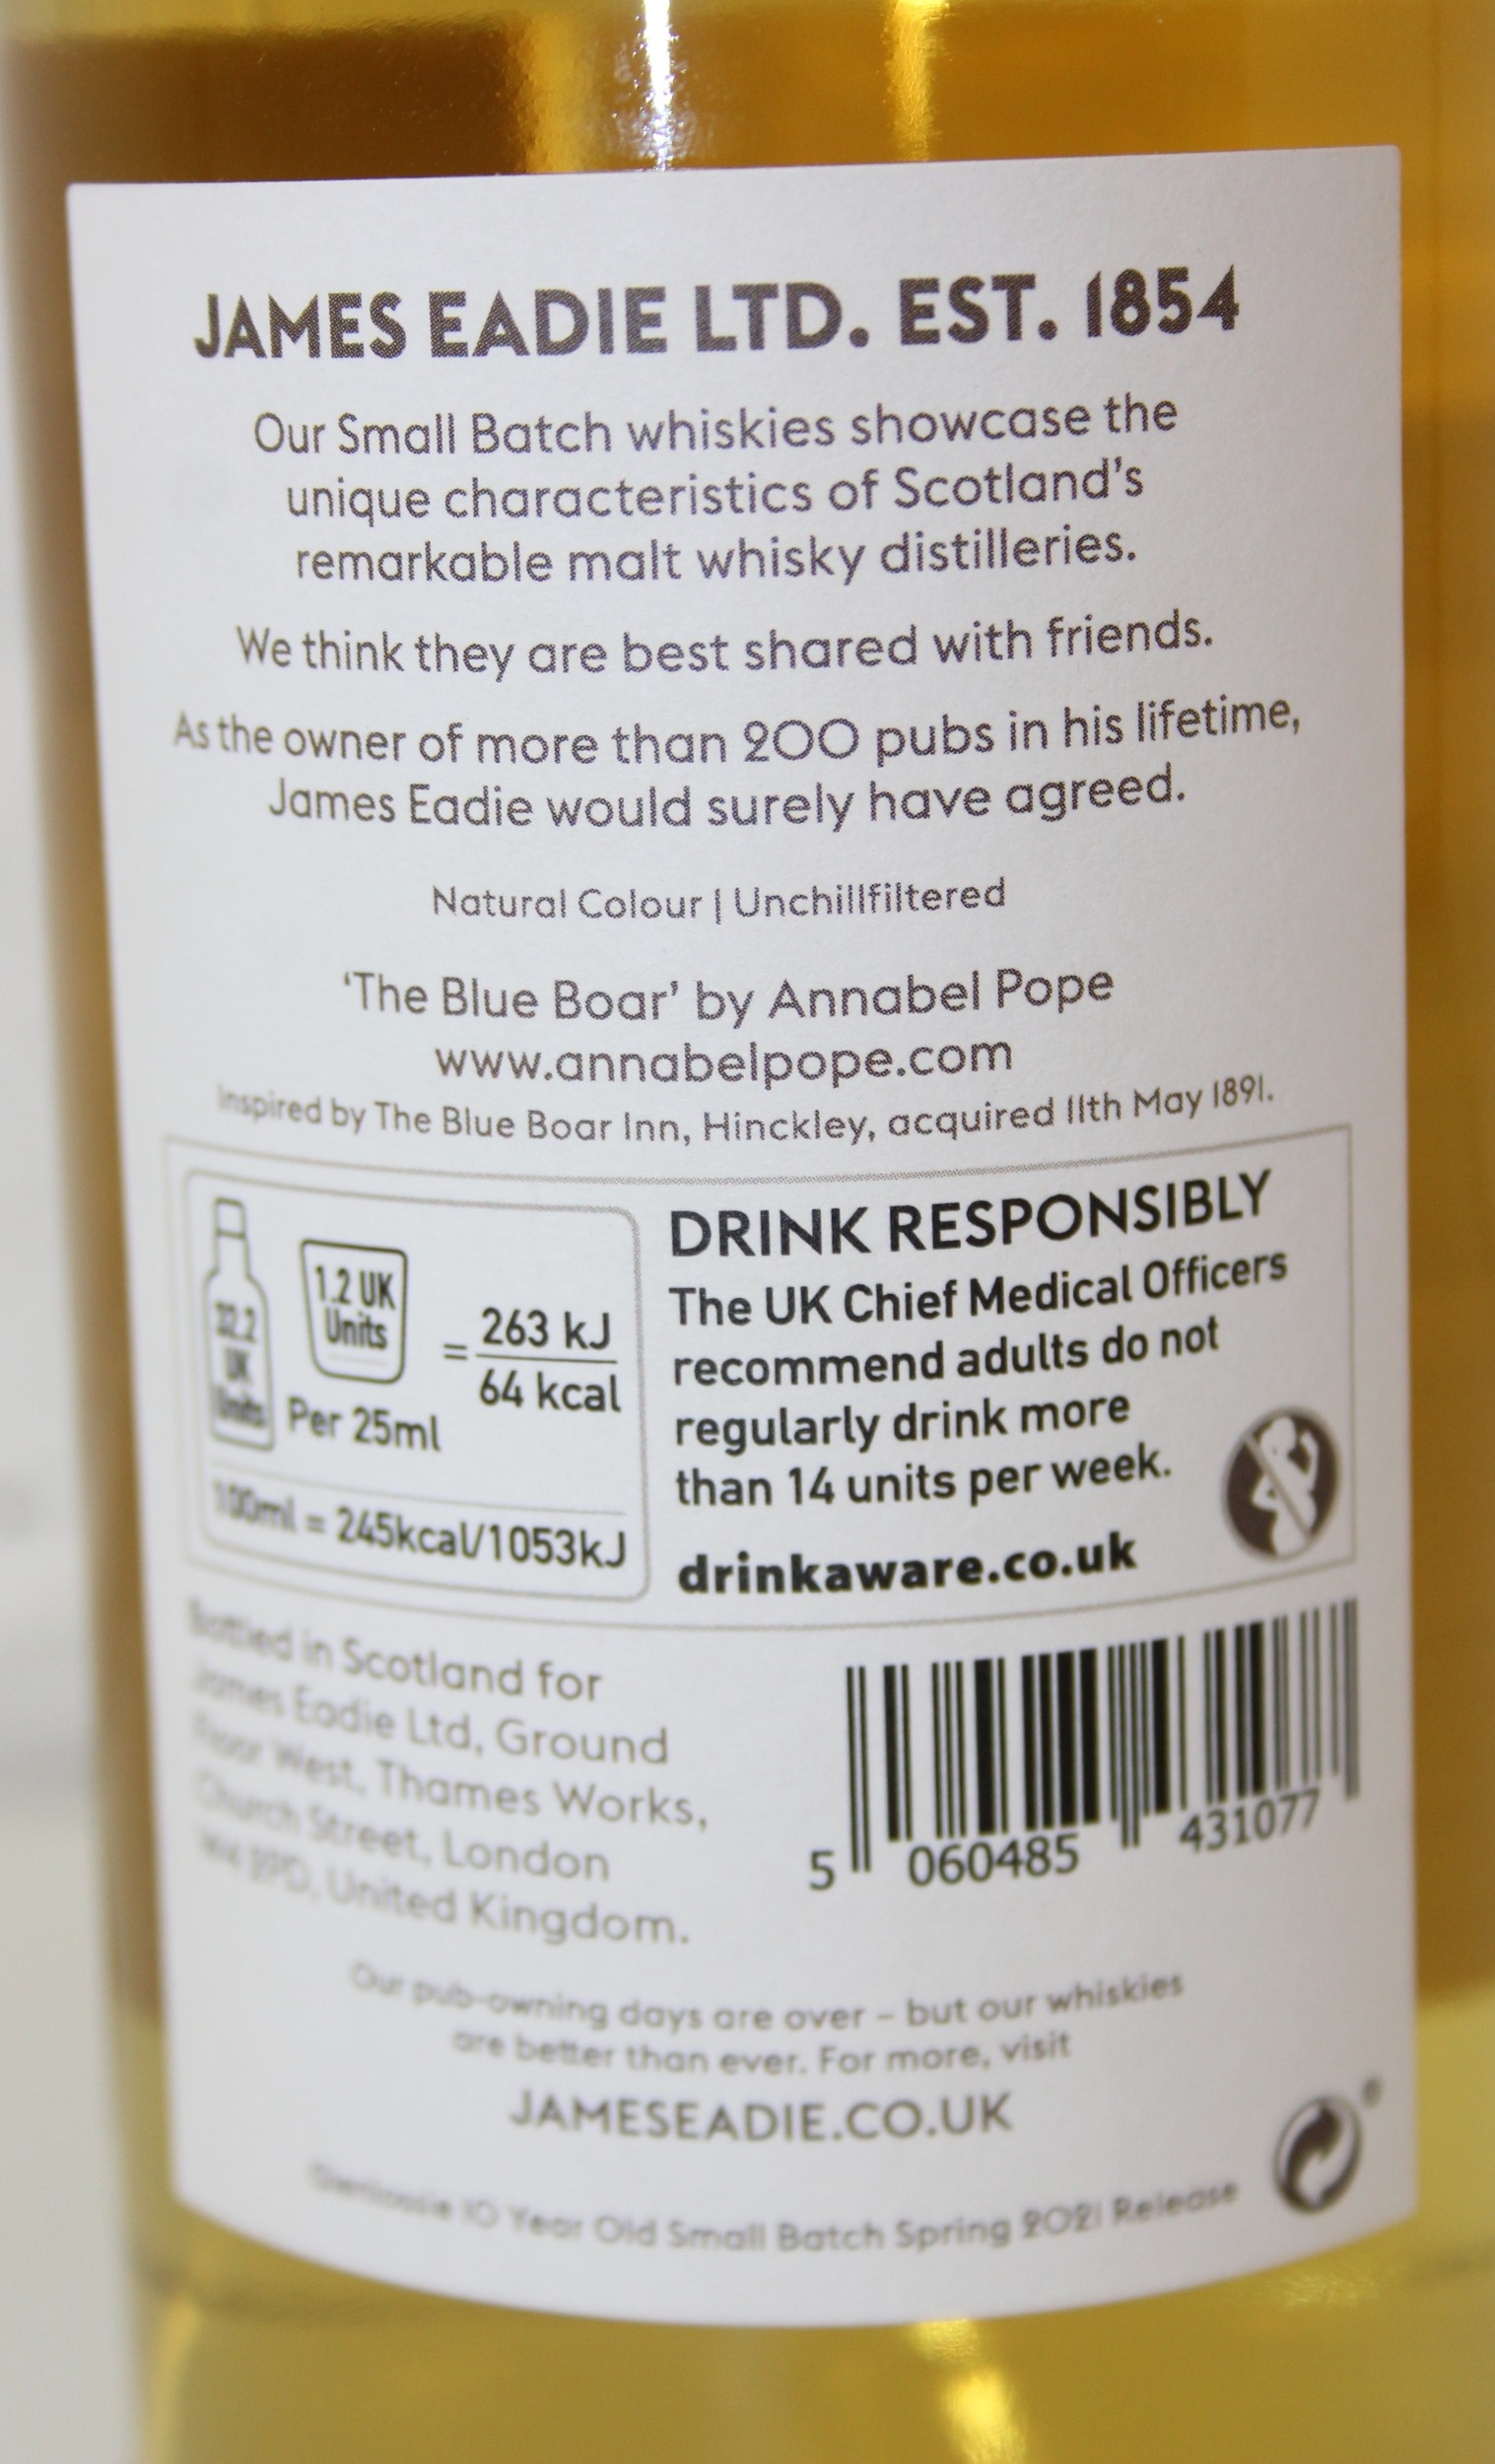 JAMES EADIE LTD. EST. 1854
Our Small Batch whiskies showcase the
unique characteristics of Scotland's
remarkable malt whisky distilleries.
We think they are best shared with friends.
As the owner of more than 200 pubs in his lifetime,
James Eadie would surely have agreed.
Natural Colour | Unchillfiltered
'The Blue Boar' by Annabel Pope
www.annabelpope.com
Inspired by The Blue Boar Inn, Hinckley, acquired 11th May 1891.
32.2
UK
Units
1.2 UK
Units
Per 25ml
= 263 kJ
64 kcal
100ml = 245kcal/1053kJ
DRINK RESPONSIBLY
The UK Chief Medical Officers
recommend adults do not
regularly drink more
than 14 units per week.
drinkaware.co.uk
Bottled in Scotland for
James Eadie Ltd, Ground
Floor West, Thames Works,
Church Street, London
United Kingdom.
5 060485 431077
Our pub-owning days are over – but our whiskies
are better than ever. For more, visit
JAMESEADIE.CO.UK
Glenlossie 10 Year Old Small Batch Spring 2021 Release